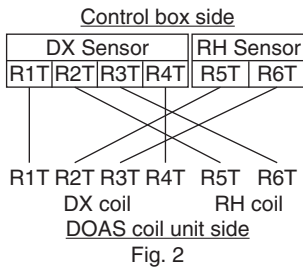 Control box side
DX Sensor RH Sensor
R1T R2T R3T R4T R5T R6T
R1T R2T R3T R4T R5T R6T
DX coil RH coil
DOAS coil unit side
Fig. 2